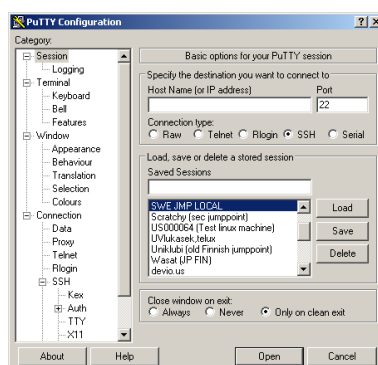 PuTTY Configuration
Category:
Session
Logging
Terminal
Keyboard
Bell
Features
Window
Appearance
Behaviour
Translation
Selection
Colours
Connection
Data
Proxy
Telnet
Rlogin
SSH
Kex
Auth
TTY
X11
Basic options for your PuTTY session
Specify the destination you want to connect to
Host Name (or IP address) Port
22
Connection type:
Raw Telnet Rlogin SSH Serial
Load, save or delete a stored session
Saved Sessions
SWE JMP LOCAL
Scratchy (sec jumppoint)
US000064 (Test linux machine)
UVlukasek,telux
Uniklubi (old Finnish jumppoint)
Wasat (JP FIN)
devio.us
Load
Save
Delete
Close window on exit:
Always Never Only on clean exit
About Help Open Cancel